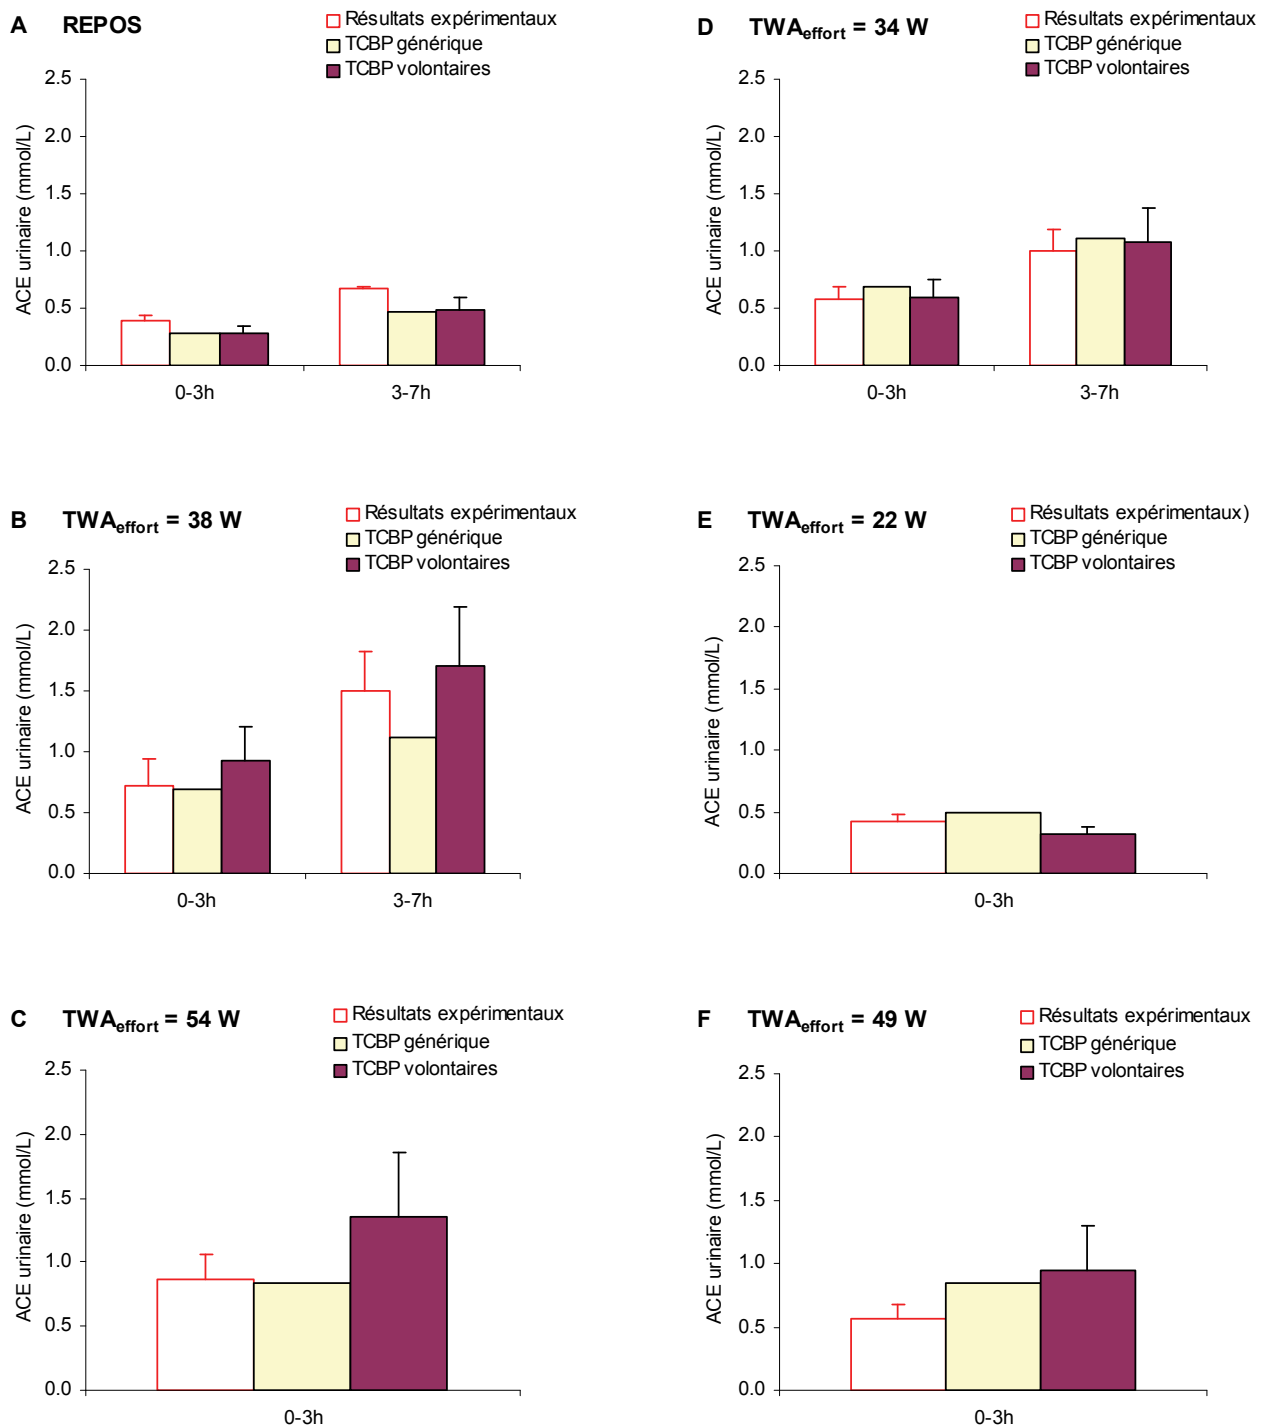 A REPOS
Résultats expérimentaux
TCBP générique
TCBP volontaires
2.5
2.0
1.5
1.0
0.5
0.0
ACE urinaire (mmol/L)
0-3h 3-7h
D TWAeffort = 34 W
Résultats expérimentaux
TCBP générique
TCBP volontaires
2.5
2.0
1.5
1.0
0.5
0.0
ACE urinaire (mmol/L)
0-3h 3-7h
B TWAeffort = 38 W
Résultats expérimentaux
TCBP générique
TCBP volontaires
2.5
2.0
1.5
1.0
0.5
0.0
ACE urinaire (mmol/L)
0-3h 3-7h
E TWAeffort = 22 W
Résultats expérimentaux)
TCBP générique
TCBP volontaires
2.5
2.0
1.5
1.0
0.5
0.0
ACE urinaire (mmol/L)
0-3h
C TWAeffort = 54 W
Résultats expérimentaux
TCBP générique
TCBP volontaires
2.5
2.0
1.5
1.0
0.5
0.0
ACE urinaire (mmol/L)
0-3h
F TWAeffort = 49 W
Résultats expérimentaux
TCBP générique
TCBP volontaires
2.5
2.0
1.5
1.0
0.5
0.0
ACE urinaire (mmol/L)
0-3h